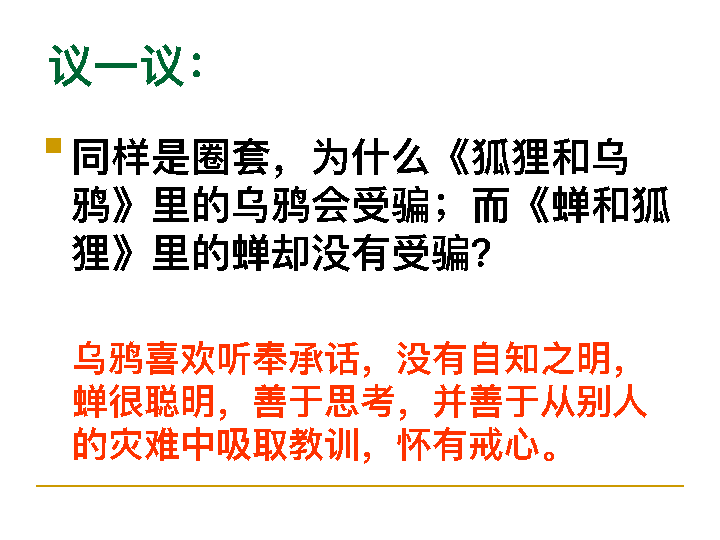 议一议：
同样是圈套，为什么《狐狸和乌
鸦》里的乌鸦会受骗；而《蝉和狐
狸》里的蝉却没有受骗?
乌鸦喜欢听奉承话，没有自知之明，
蝉很聪明，善于思考，并善于从别人
的灾难中吸取教训，怀有戒心。